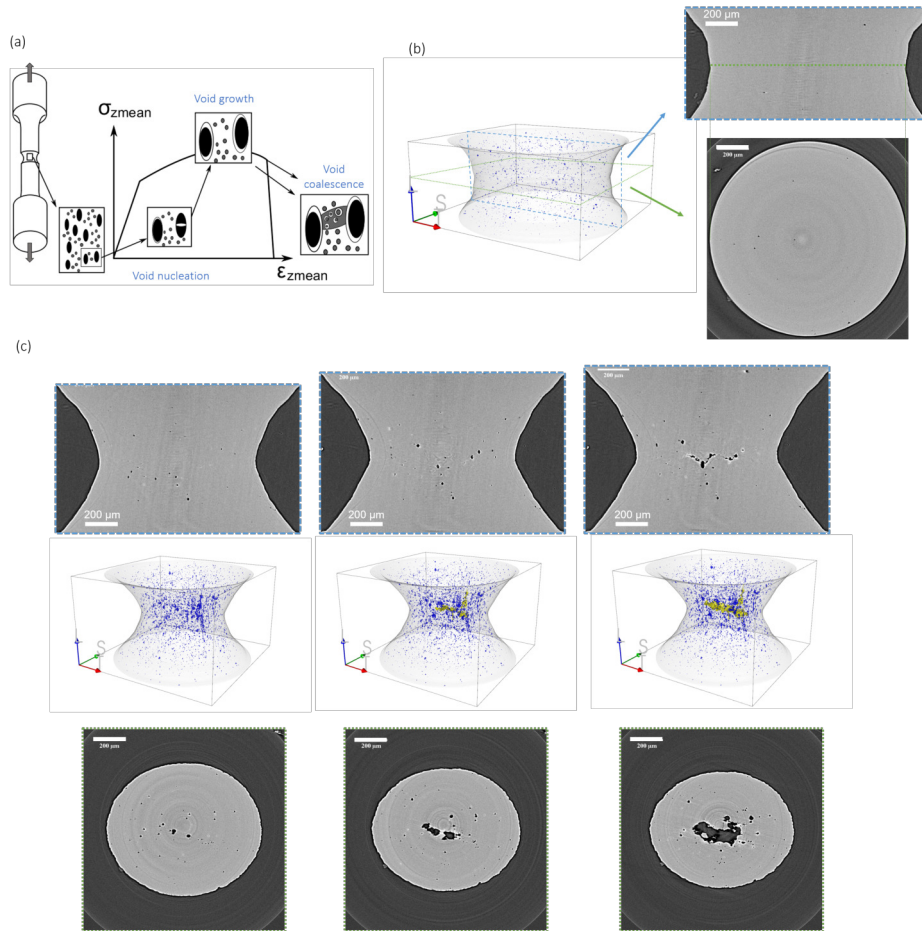 (a)
σzmean
Void growth
Void
coalescence
Void nucleation
εzmean
(b)
S
200 μm
200 μm
(c)
200 μm
200 μm
200 μm
200 μm
200 μm
S
S
S
200 μm
200 μm
200 μm